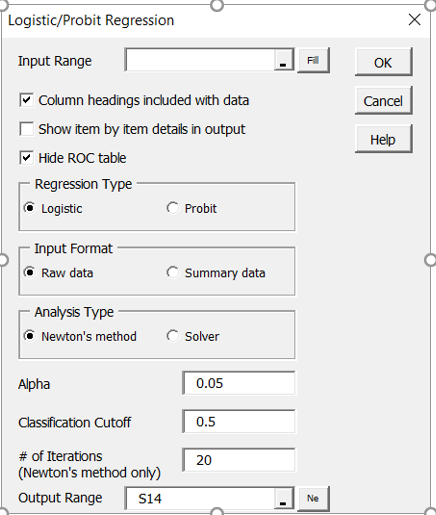 Logistic/Probit Regression
Input Range
Fill
OK
Column headings included with data
Cancel
Show item by item details in output
Help
Hide ROC table
Regression Type
Logistic Probit
Input Format
Raw data Summary data
Analysis Type
Newton's method Solver
Alpha 0.05
Classification Cutoff 0.5
# of Iterations
(Newton's method only) 20
Output Range S14 Ne